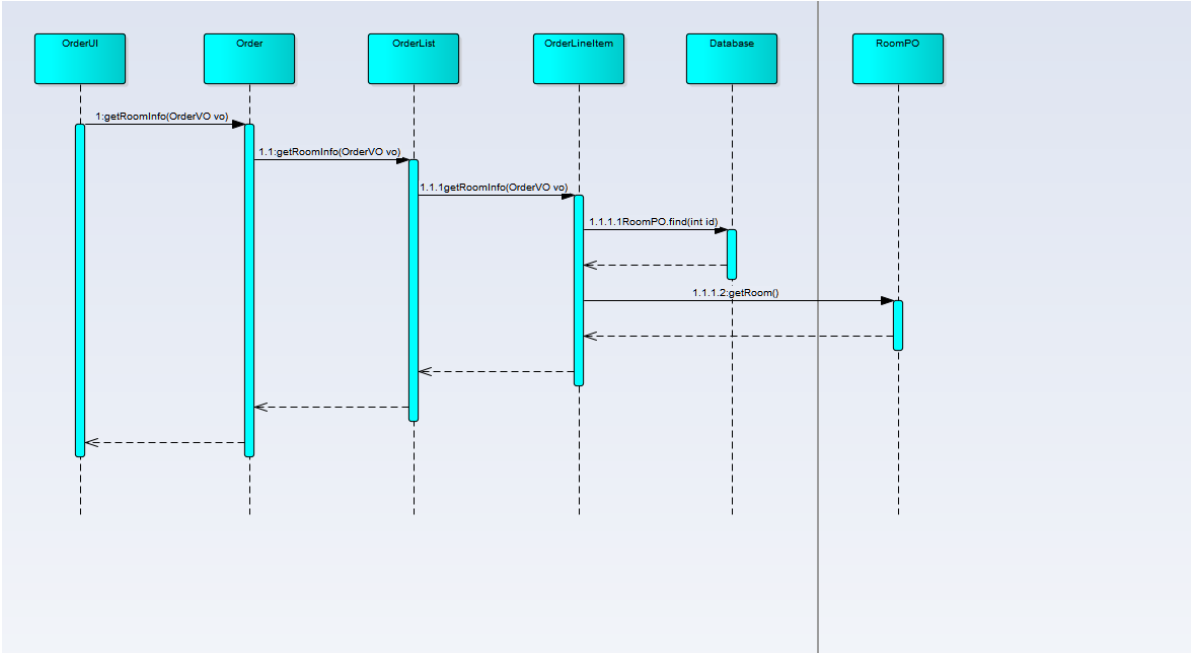 OrderUI
Order
OrderList
OrderLineItem
Database
RoomPO
1:getRoomInfo(OrderVO vo)
1.1:getRoomInfo(OrderVO vo)
1.1.1getRoomInfo(OrderVO vo)
1.1.1.1RoomPO.find(int id)
1.1.1.2:getRoom()